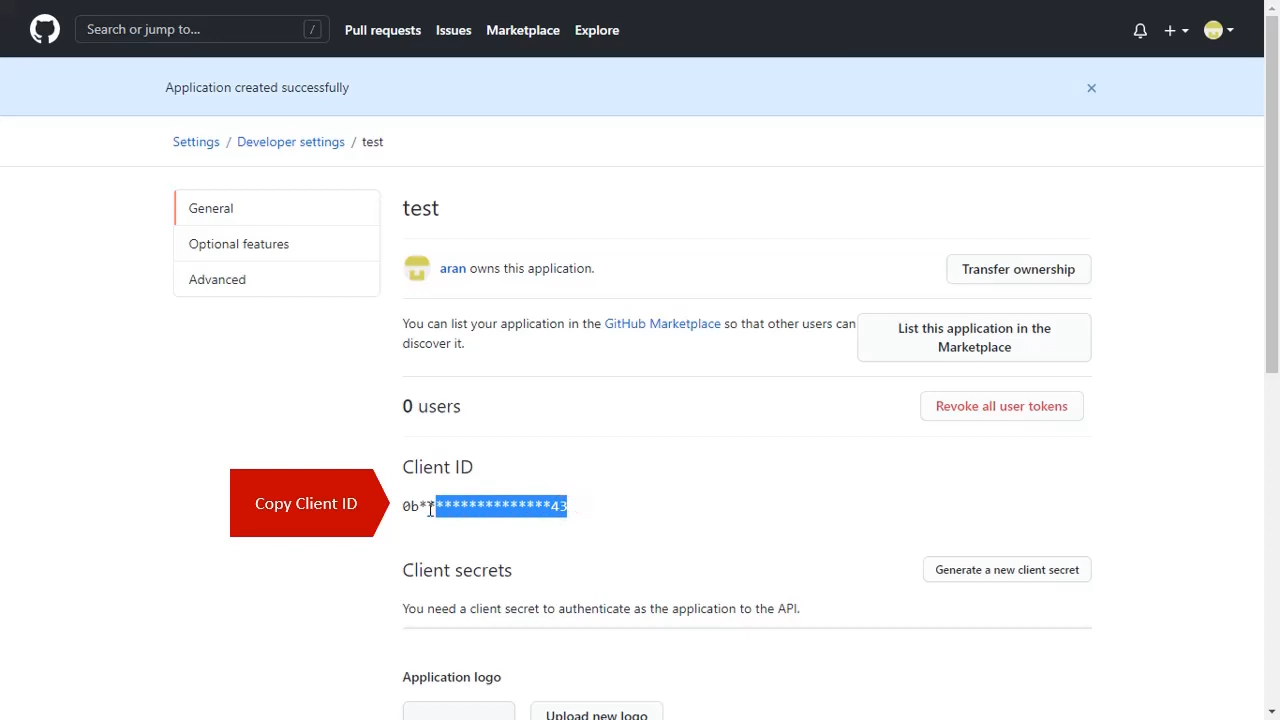 Search or jump to... /
Pull requests
Issues
Marketplace
Explore
Application created successfully
Settings / Developer settings / test
General
Optional features
Advanced
test
aran owns this application.
Transfer ownership
You can list your application in the GitHub Marketplace so that other users can
discover it.
List this application in the
Marketplace
0 users
Revoke all user tokens
Client ID
Copy Client ID
0b****************43
Client secrets
Generate a new client secret
You need a client secret to authenticate as the application to the API.
Application logo
Upload new logo